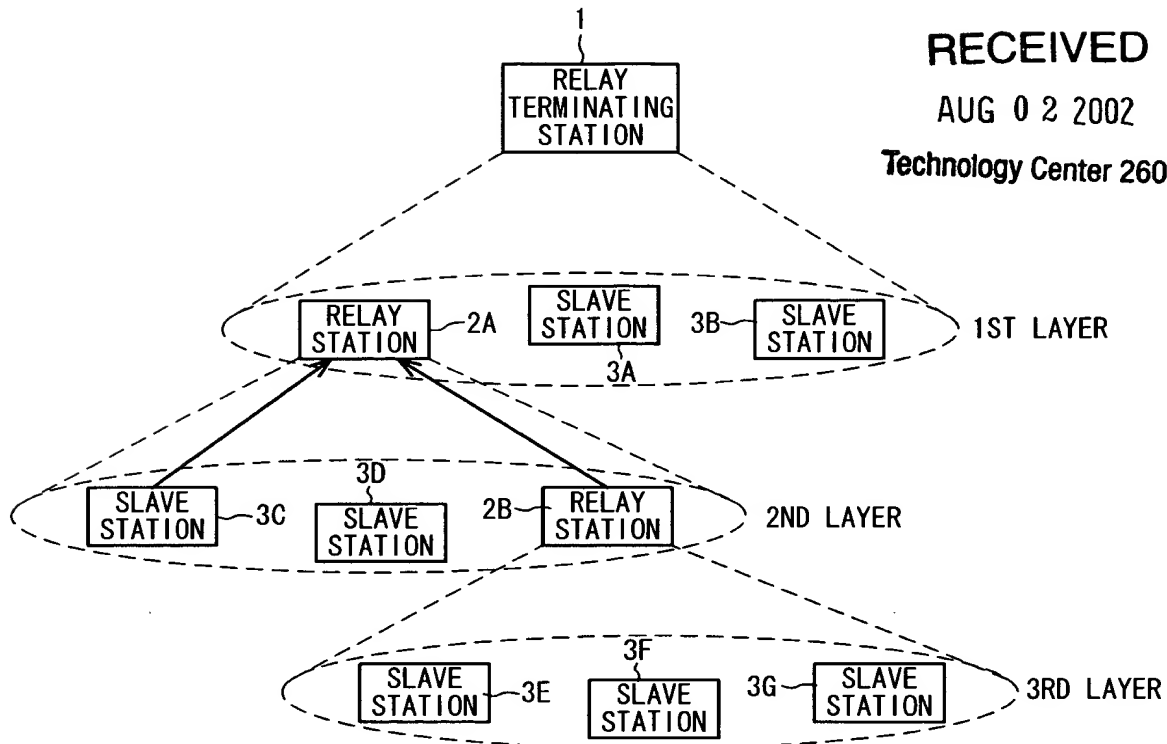 1
RELAY
TERMINATING
STATION
RECEIVED
AUG 02 2002
Technology Center 260
RELAY
STATION
2A
SLAVE
STATION
3A
3B
SLAVE
STATION
1ST LAYER
SLAVE
STATION
3C
3D
SLAVE
STATION
2B
RELAY
STATION
2ND LAYER
SLAVE
STATION
3E
3F
SLAVE
STATION
3G
SLAVE
STATION
3RD LAYER